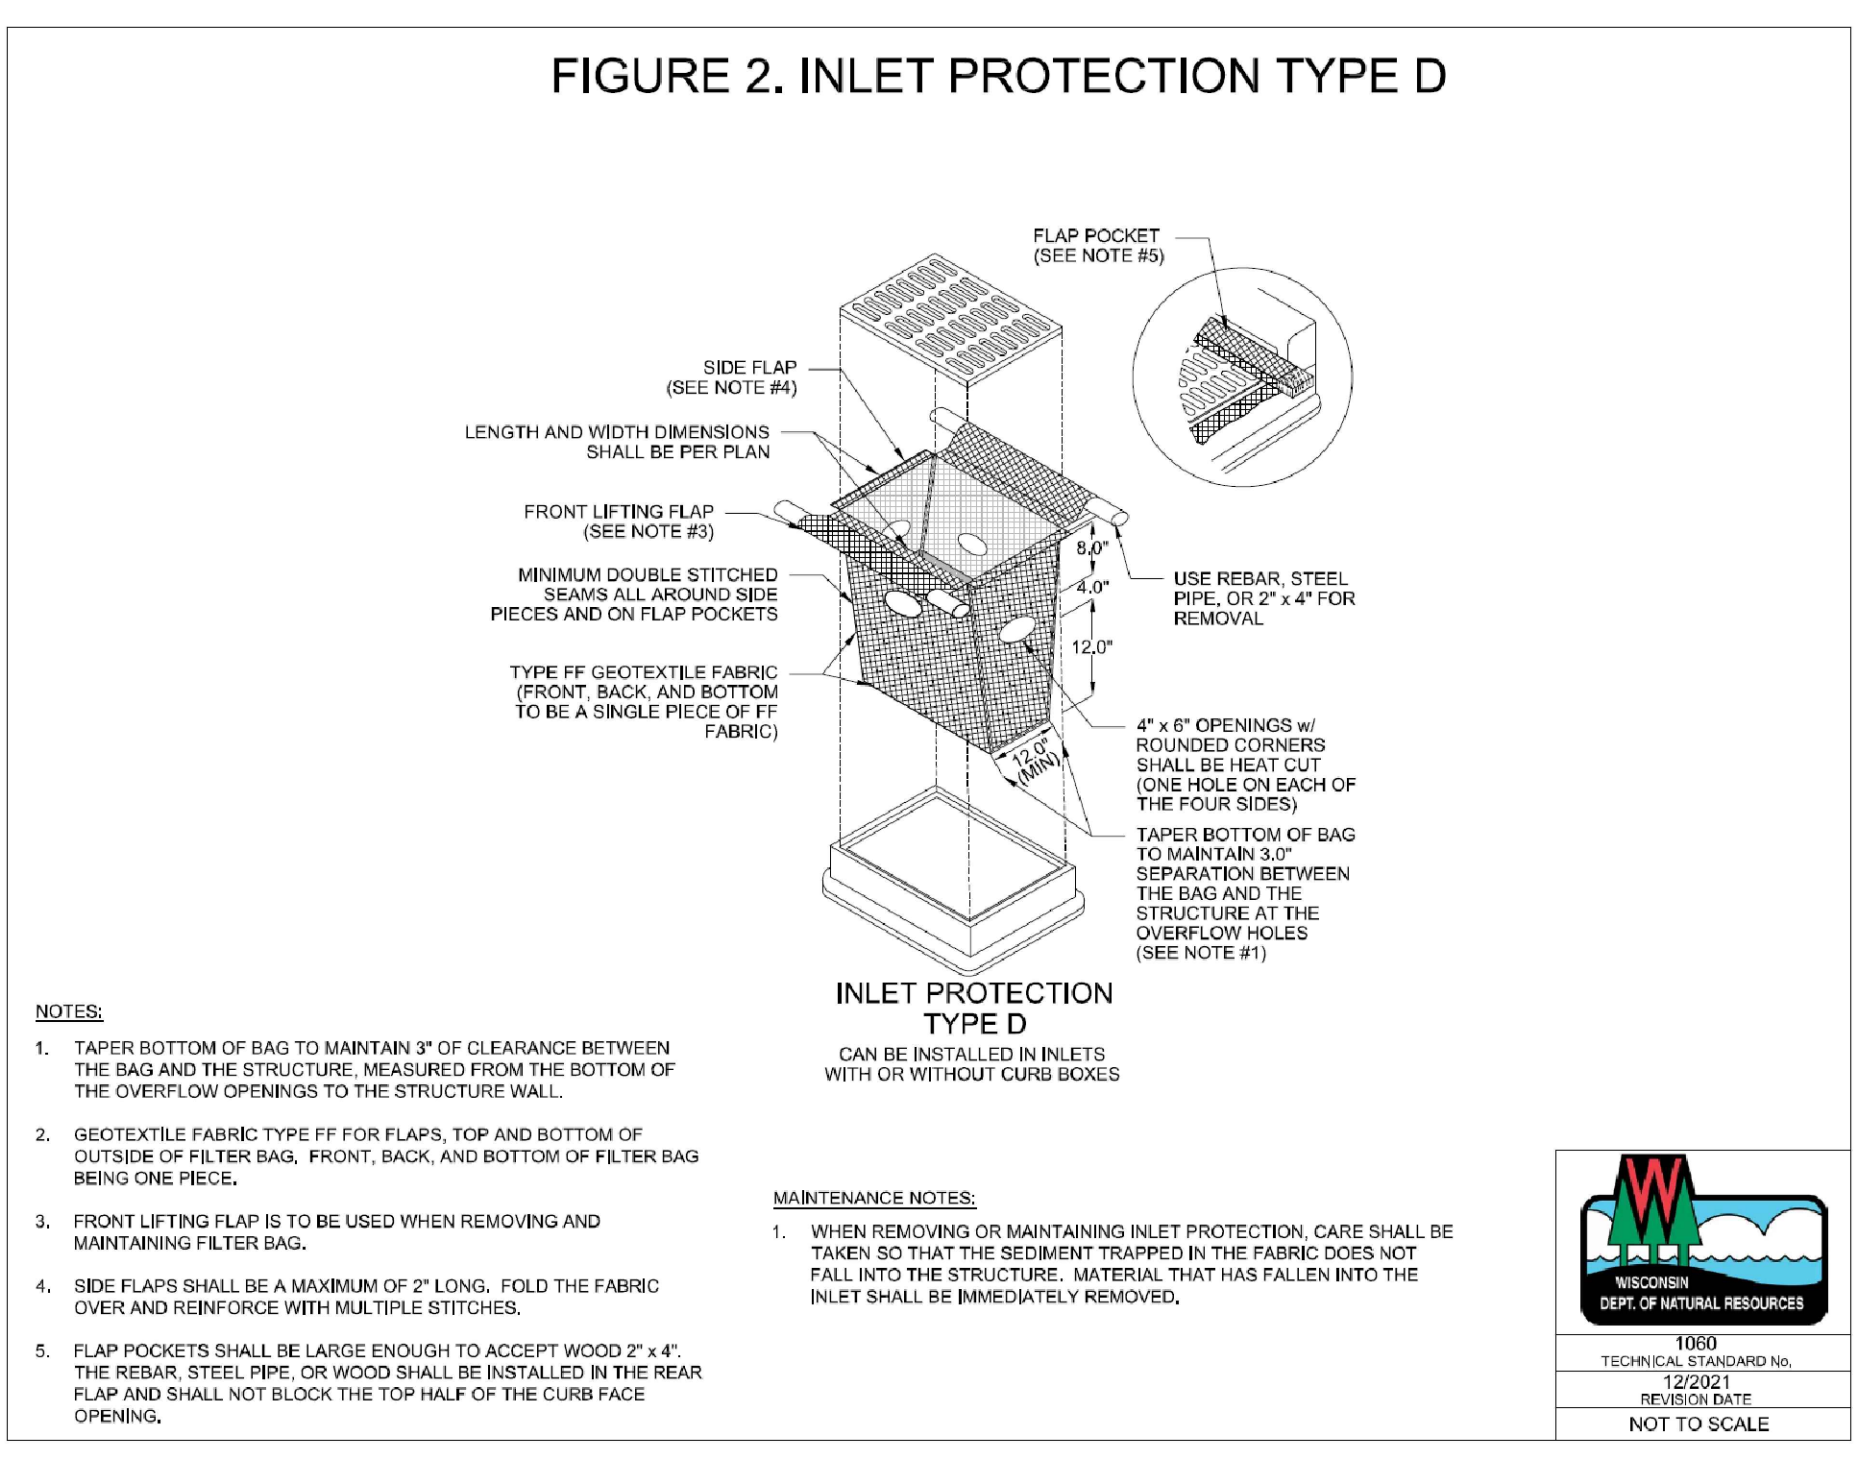 FIGURE 2. INLET PROTECTION TYPE D
FLAP POCKET
(SEE NOTE #5)
SIDE FLAP
(SEE NOTE #4)
LENGTH AND WIDTH DIMENSIONS
SHALL BE PER PLAN
FRONT LIFTING FLAP
(SEE NOTE #3)
MINIMUM DOUBLE STITCHED
SEAMS ALL AROUND SIDE
PIECES AND ON FLAP POCKETS
TYPE FF GEOTEXTILE FABRIC
(FRONT, BACK, AND BOTTOM
TO BE A SINGLE PIECE OF FF
FABRIC)
8.0"
4.0"
12.0"
12.0"
(MIN)
USE REBAR, STEEL
PIPE, OR 2" x 4" FOR
REMOVAL
4" x 6" OPENINGS w/
ROUNDED CORNERS
SHALL BE HEAT CUT
(ONE HOLE ON EACH OF
THE FOUR SIDES)
TAPER BOTTOM OF BAG
TO MAINTAIN 3.0"
SEPARATION BETWEEN
THE BAG AND THE
STRUCTURE AT THE
OVERFLOW HOLES
(SEE NOTE #1)
INLET PROTECTION
TYPE D
CAN BE INSTALLED IN INLETS
WITH OR WITHOUT CURB BOXES
NOTES:
1. TAPER BOTTOM OF BAG TO MAINTAIN 3" OF CLEARANCE BETWEEN
THE BAG AND THE STRUCTURE, MEASURED FROM THE BOTTOM OF
THE OVERFLOW OPENINGS TO THE STRUCTURE WALL.
2. GEOTEXTILE FABRIC TYPE FF FOR FLAPS, TOP AND BOTTOM OF
OUTSIDE OF FILTER BAG. FRONT, BACK, AND BOTTOM OF FILTER BAG
BEING ONE PIECE.
3. FRONT LIFTING FLAP IS TO BE USED WHEN REMOVING AND
MAINTAINING FILTER BAG.
4. SIDE FLAPS SHALL BE A MAXIMUM OF 2" LONG. FOLD THE FABRIC
OVER AND REINFORCE WITH MULTIPLE STITCHES.
5. FLAP POCKETS SHALL BE LARGE ENOUGH TO ACCEPT WOOD 2" x 4".
THE REBAR, STEEL PIPE, OR WOOD SHALL BE INSTALLED IN THE REAR
FLAP AND SHALL NOT BLOCK THE TOP HALF OF THE CURB FACE
OPENING.
MAINTENANCE NOTES:
1. WHEN REMOVING OR MAINTAINING INLET PROTECTION, CARE SHALL BE
TAKEN SO THAT THE SEDIMENT TRAPPED IN THE FABRIC DOES NOT
FALL INTO THE STRUCTURE. MATERIAL THAT HAS FALLEN INTO THE
INLET SHALL BE IMMEDIATELY REMOVED.
W
WISCONSIN
DEPT. OF NATURAL RESOURCES
1060
TECHNICAL STANDARD No.
12/2021
REVISION DATE
NOT TO SCALE